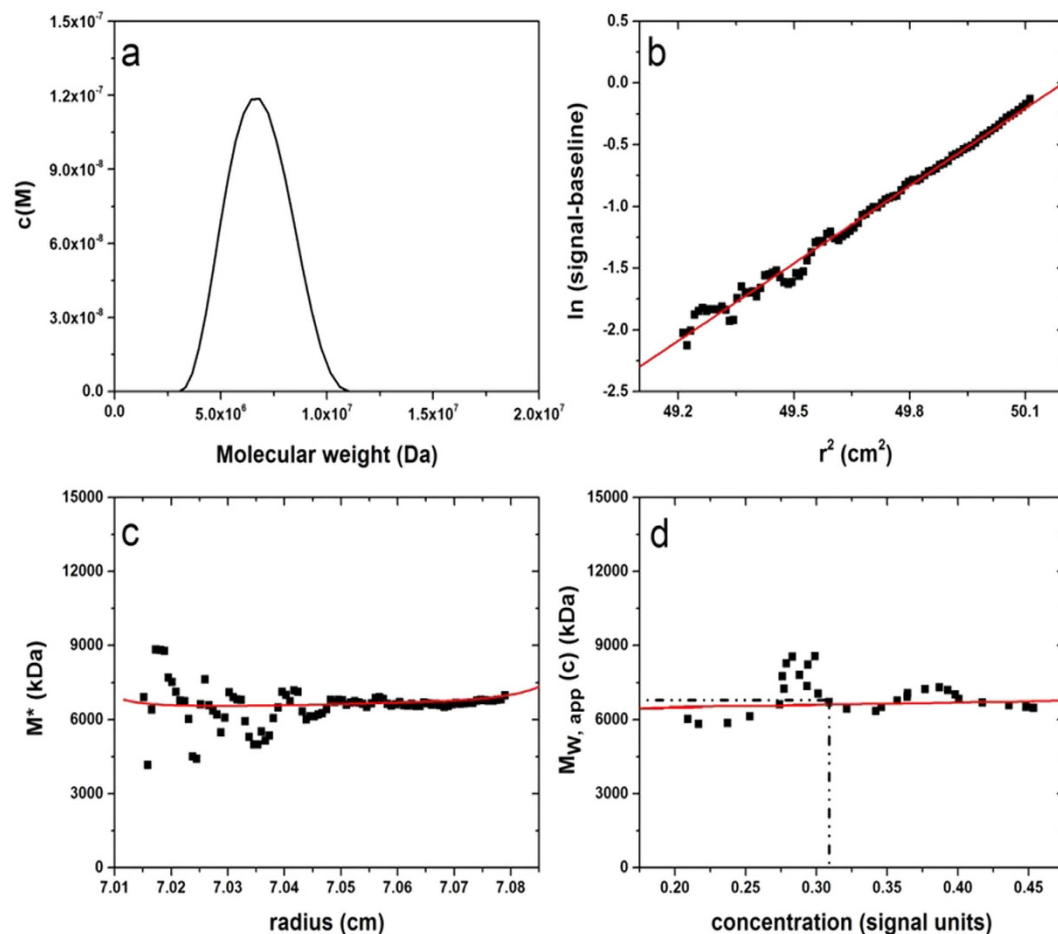 a
c(M)
1.5x10⁻⁷
1.2x10⁻⁷
9.0x10⁻⁸
6.0x10⁻⁸
3.0x10⁻⁸
0.0
0.0 5.0x10⁶ 1.0x10⁷ 1.5x10⁷ 2.0x10⁷
Molecular weight (Da)
b
ln (signal-baseline)
0.5
0.0
-0.5
-1.0
-1.5
-2.0
-2.5
49.2 49.5 49.8 50.1
r² (cm²)
c
M* (kDa)
15000
12000
9000
6000
3000
0
7.01 7.02 7.03 7.04 7.05 7.06 7.07 7.08
radius (cm)
d
Mw, app (c) (kDa)
15000
12000
9000
6000
3000
0
0.20 0.25 0.30 0.35 0.40 0.45
concentration (signal units)